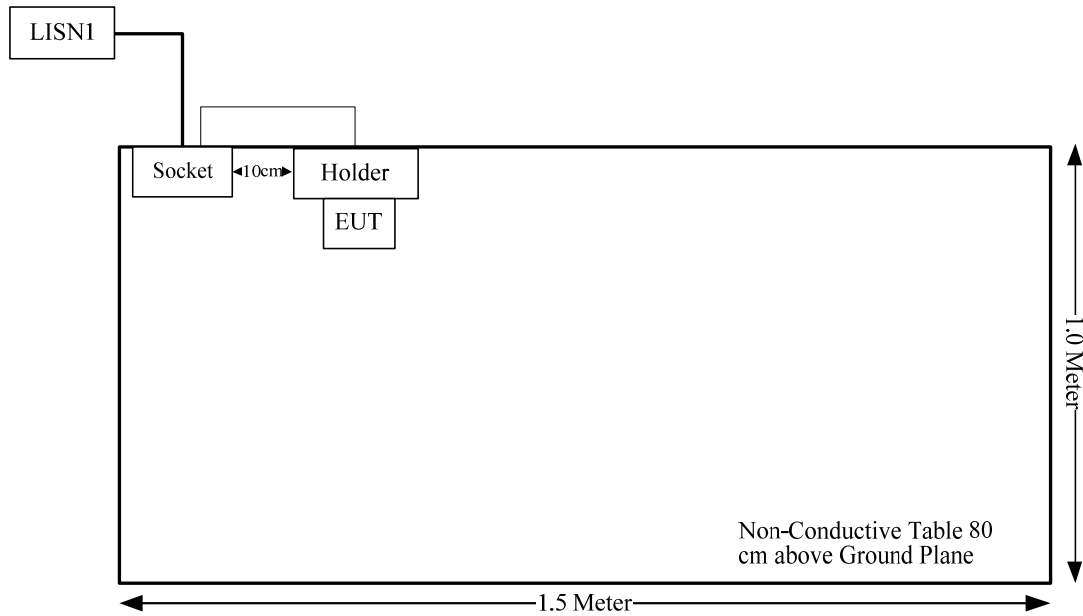 LISN1
Socket
10cm
Holder
EUT
1.0 Meter
Non-Conductive Table 80
cm above Ground Plane
1.5 Meter